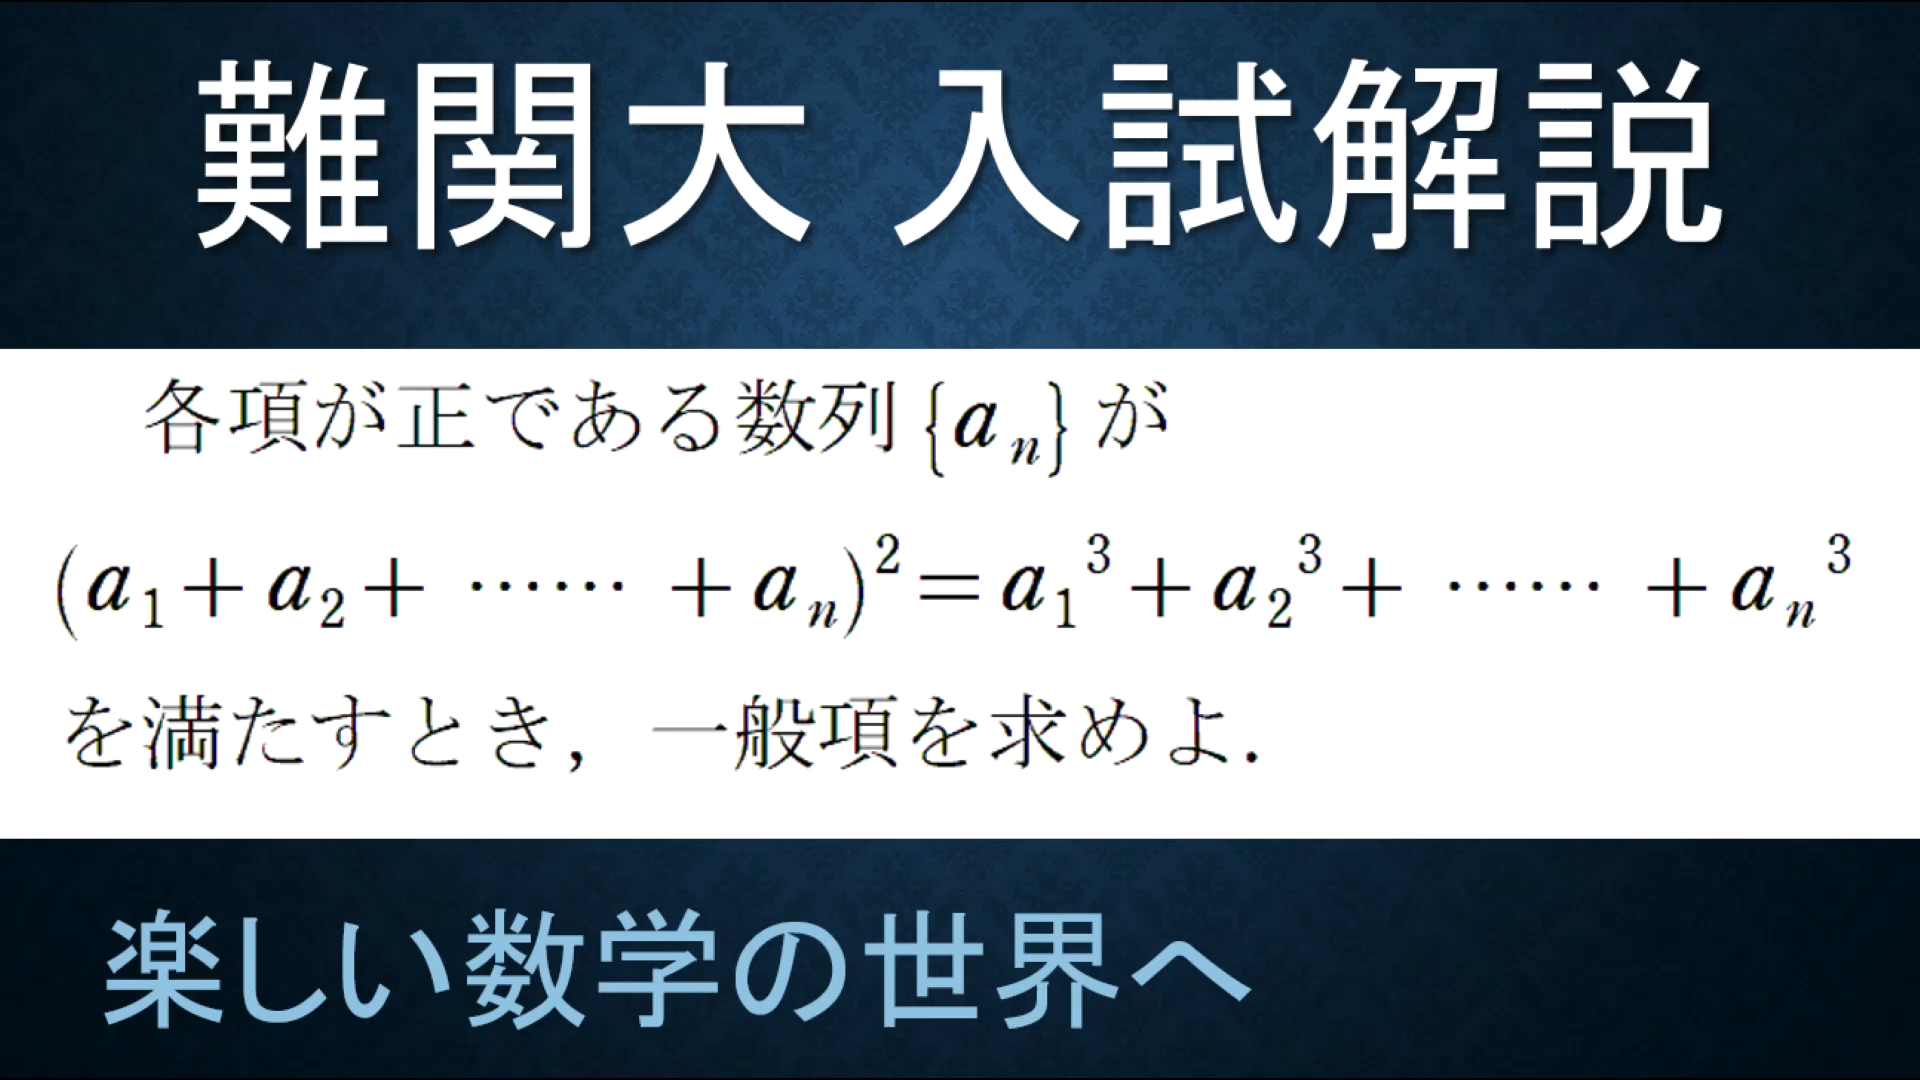 難関大 入試解説
各項が正である数列 {aₙ} が
(a₁+a₂+ ⋯⋯ +aₙ)²=a₁³+a₂³+ ⋯⋯ +aₙ³
を満たすとき，一般項を求めよ．
楽しい数学の世界へ